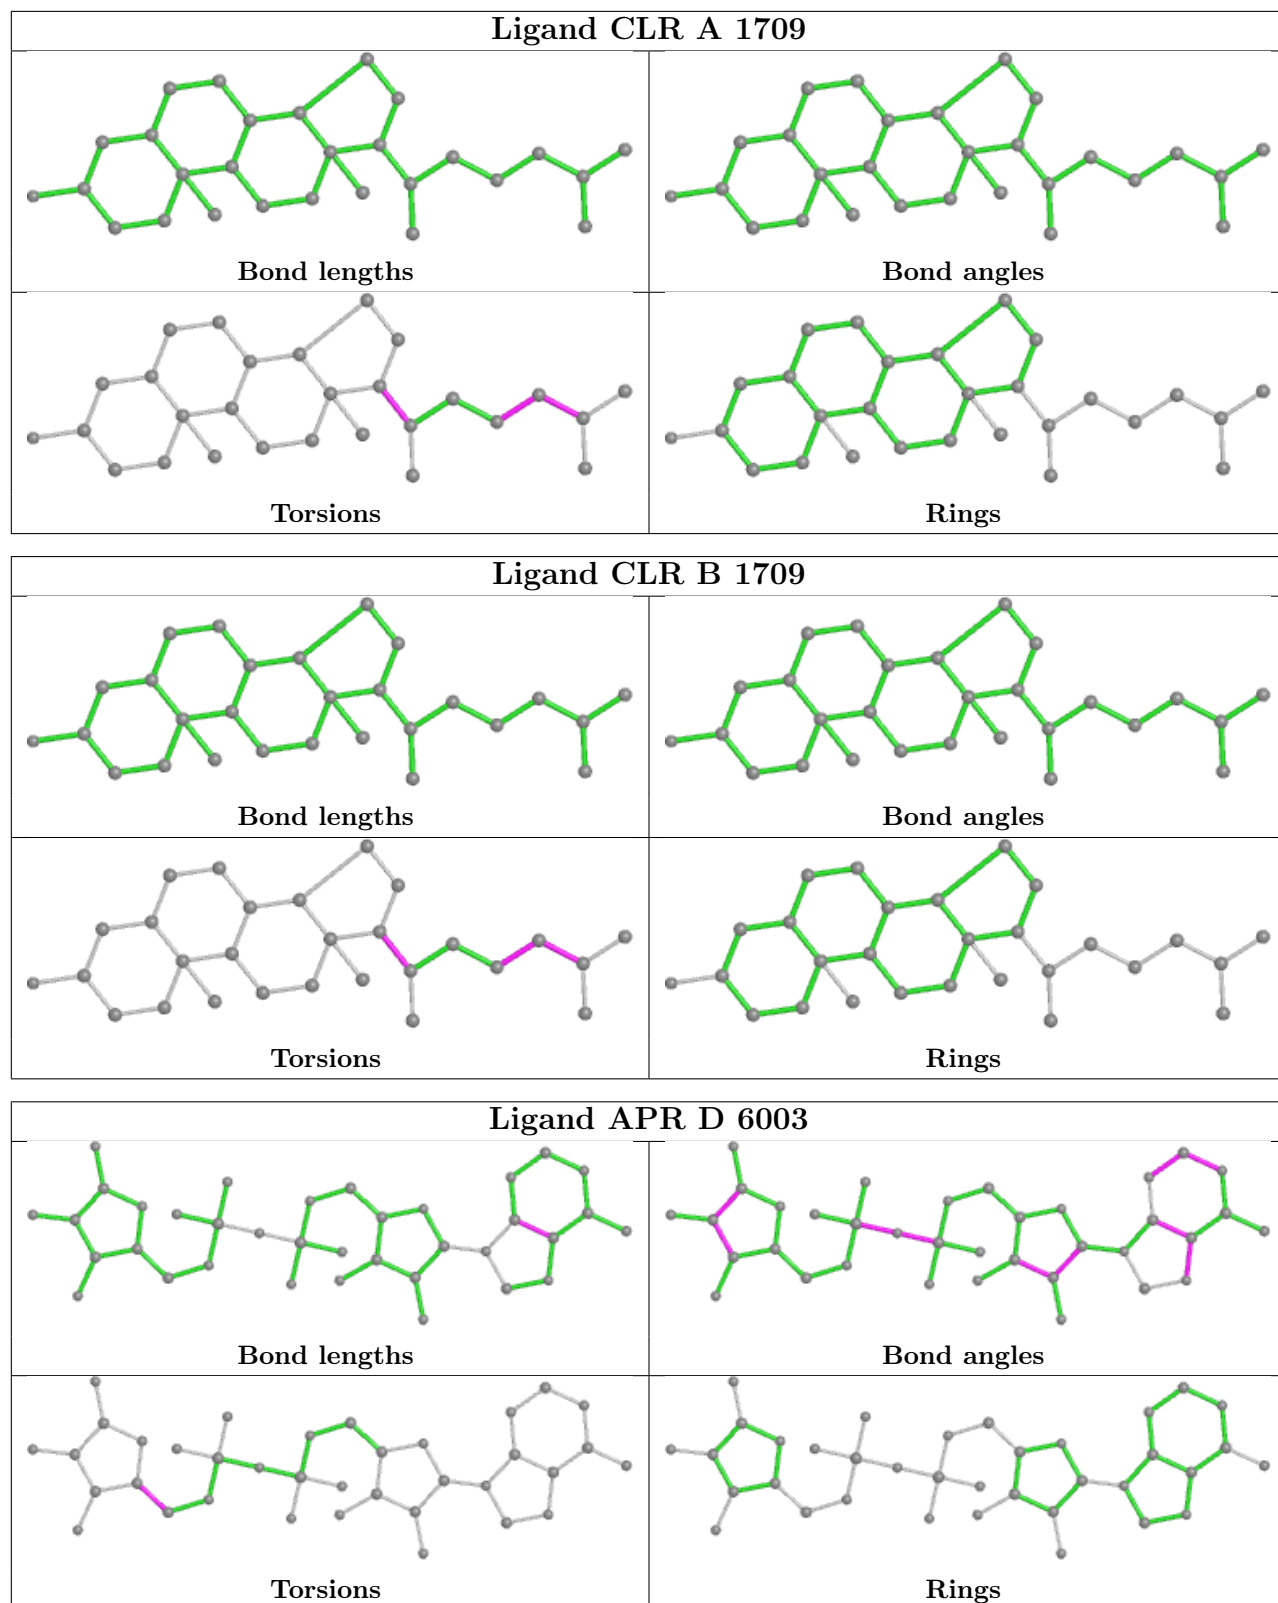 Ligand CLR A 1709
Bond lengths
Bond angles
Torsions
Rings
Ligand CLR B 1709
Bond lengths
Bond angles
Torsions
Rings
Ligand APR D 6003
Bond lengths
Bond angles
Torsions
Rings